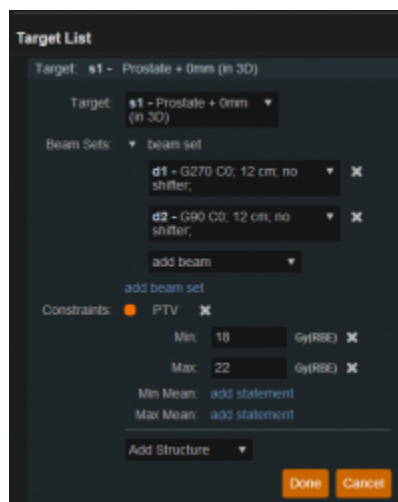 Target List
Target: s1 - Prostate + 0mm (in 3D)
Target: s1 - Prostate + 0mm
(in 3D)
Beam Sets: beam set
d1 - G270 C0; 12 cm; no
shifter;
d2 - G90 C0; 12 cm; no
shifter;
add beam
add beam set
Constraints: PTV
Min: 18 Gy(RBE)
Max: 22 Gy(RBE)
Min Mean: add statement
Max Mean: add statement
Add Structure
Done Cancel